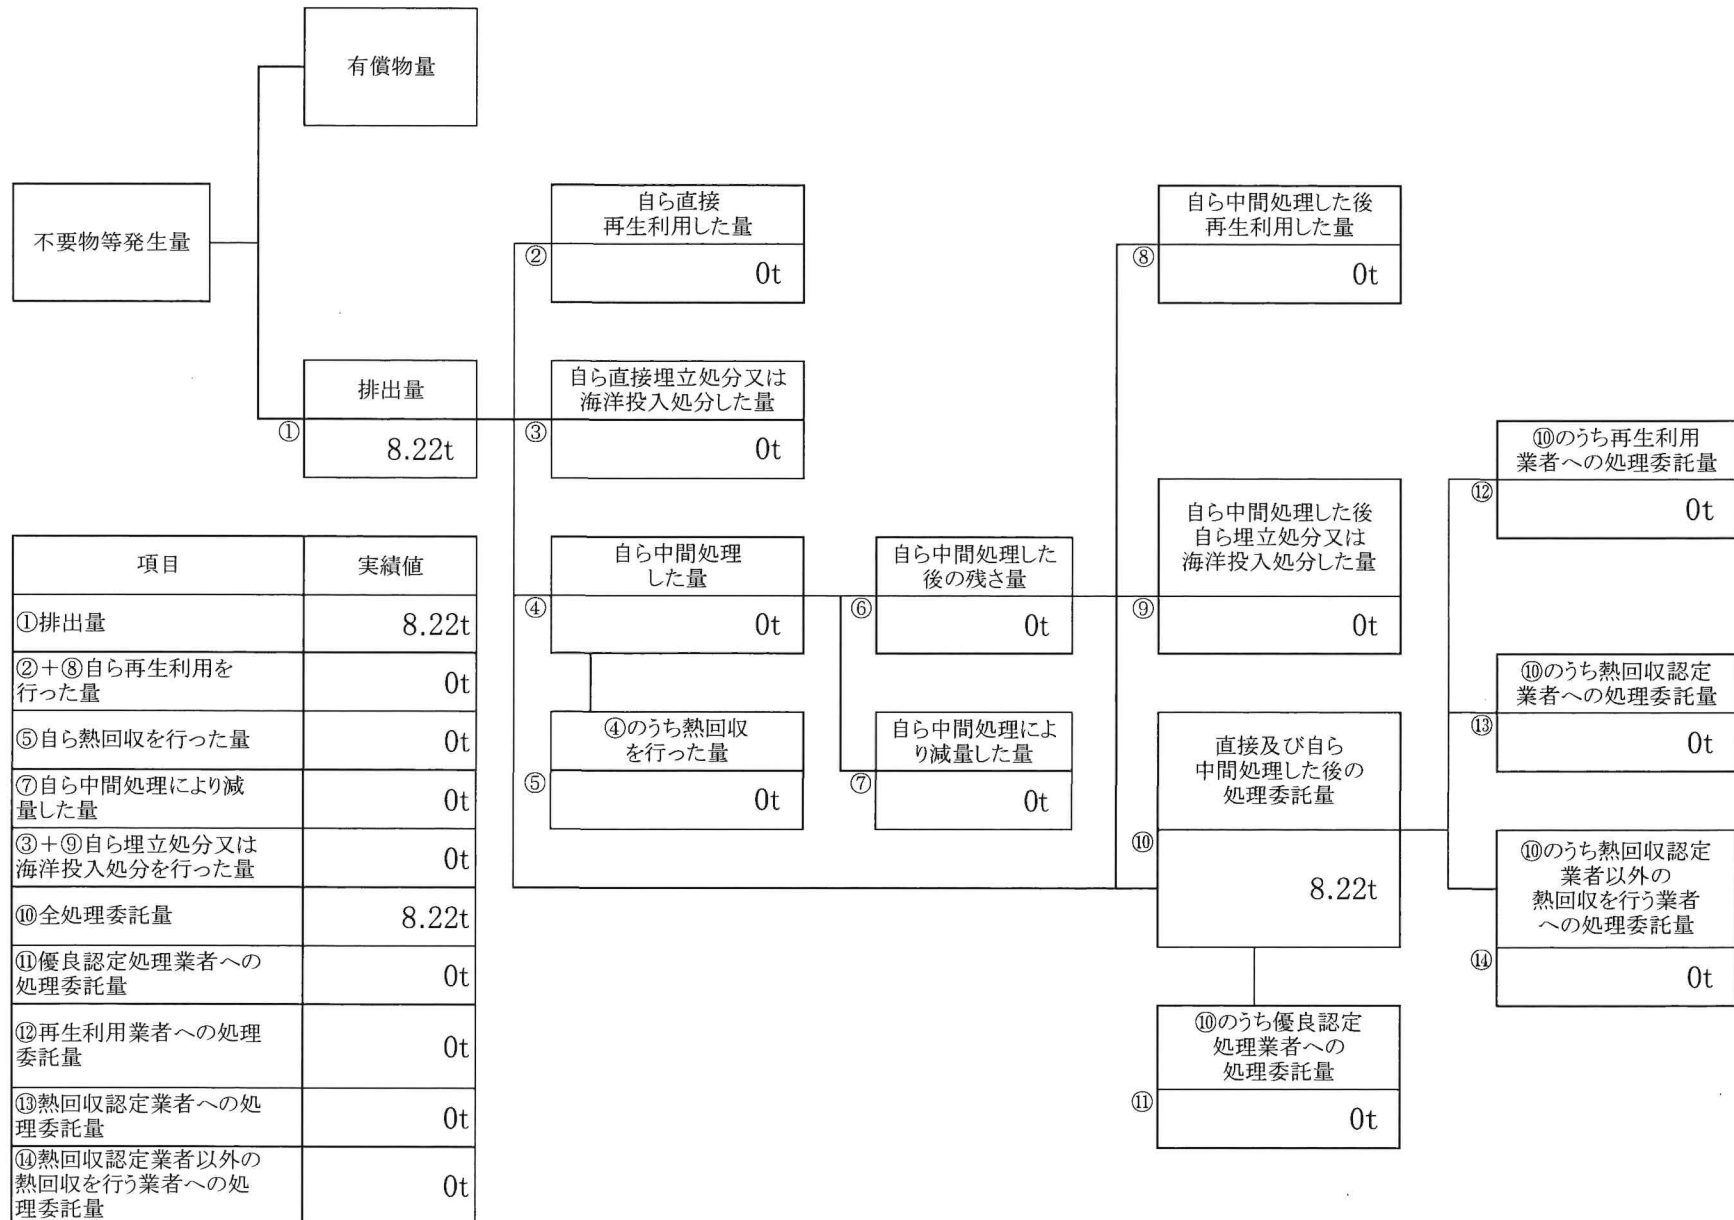 有償物量
不要物等発生量
自ら直接
再生利用した量
②
0t
自ら中間処理した後
再生利用した量
⑧
0t
排出量
①
8.22t
自ら直接埋立処分又は
海洋投入処分した量
③
0t
⑩のうち再生利用
業者への処理委託量
⑫
0t
自ら中間処理
した量
④
0t
自ら中間処理した
後の残さ量
⑥
0t
自ら中間処理した後
自ら埋立処分又は
海洋投入処分した量
⑨
0t
⑩のうち熱回収認定
業者への処理委託量
⑬
0t
④のうち熱回収
を行った量
⑤
0t
自ら中間処理によ
り減量した量
⑦
0t
直接及び自ら
中間処理した後の
処理委託量
⑩
8.22t
⑩のうち熱回収認定
業者以外の
熱回収を行う業者
への処理委託量
⑭
0t
⑩のうち優良認定
処理業者への
処理委託量
⑪
0t
項目 実績値
①排出量 8.22t
②+⑧自ら再生利用を
行った量 0t
⑤自ら熱回収を行った量 0t
⑦自ら中間処理により減
量した量 0t
③+⑨自ら埋立処分又は
海洋投入処分を行った量 0t
⑩全処理委託量 8.22t
⑪優良認定処理業者への
処理委託量 0t
⑫再生利用業者への処理
委託量 0t
⑬熱回収認定業者への処
理委託量 0t
⑭熱回収認定業者以外の
熱回収を行う業者への処
理委託量 0t